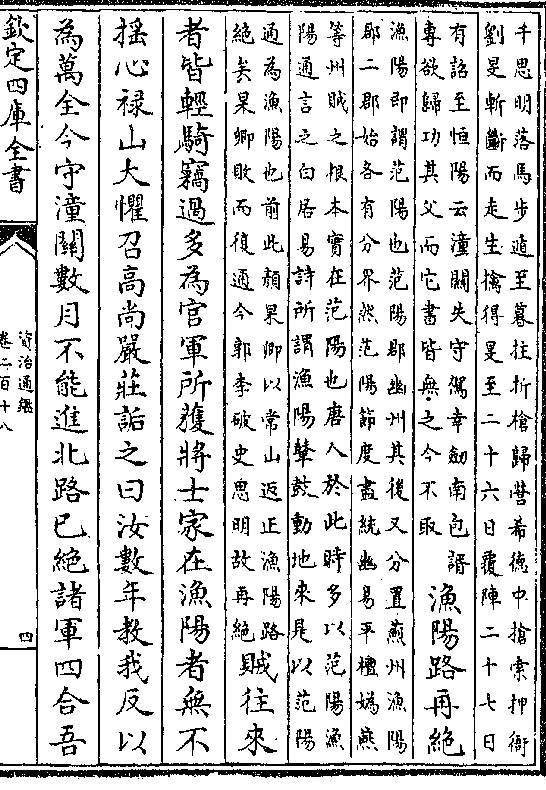 千思明落馬步遁至暮拄折槍歸營希德中搶索押衙
劉旻斬斷而走生擒得旻至二十六日覆陣二十七日
有詔至恒陽云潼關失守駕幸劔南包諝
專欲歸功其父而它書皆無之今不取
漁陽路再絶
漁陽即謂范陽也范陽郡幽州其後又分置薊州漁陽
郡二郡始各有分界然范陽節度盡統幽易平檀媯燕
等州賊之根本實在范陽也唐人於此時多以范陽漁
陽通言之白居易詩所謂漁陽鼙鼓動地來是以范陽
通為漁陽也前此顔杲卿以常山返正漁陽路
絶矣杲卿敗而復通今郭李破史思明故再絶
賊往來
者皆輕騎竊過多為官軍所獲將士家在漁陽者無不
揺心禄山大懼召高尚嚴莊詬之曰汝數年教我反以
為萬全今守潼關數月不能進北路已絶諸軍四合吾
欽定四庫全書
資治通鑑
卷二百十八
四